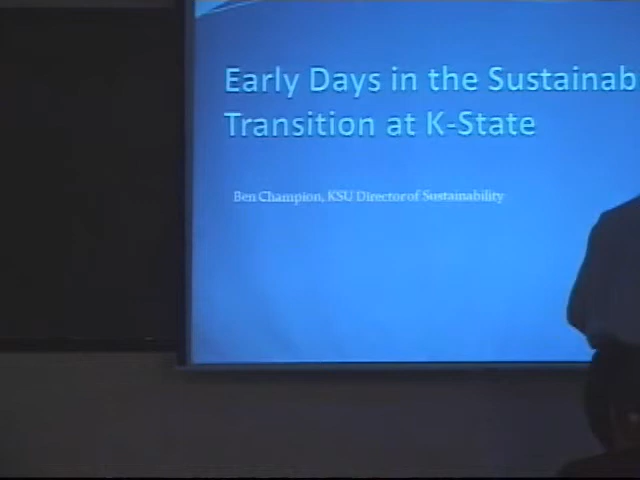 Early Days in the Sustainab
Transition at K-State
Ben Champion, KSU Director of Sustainability